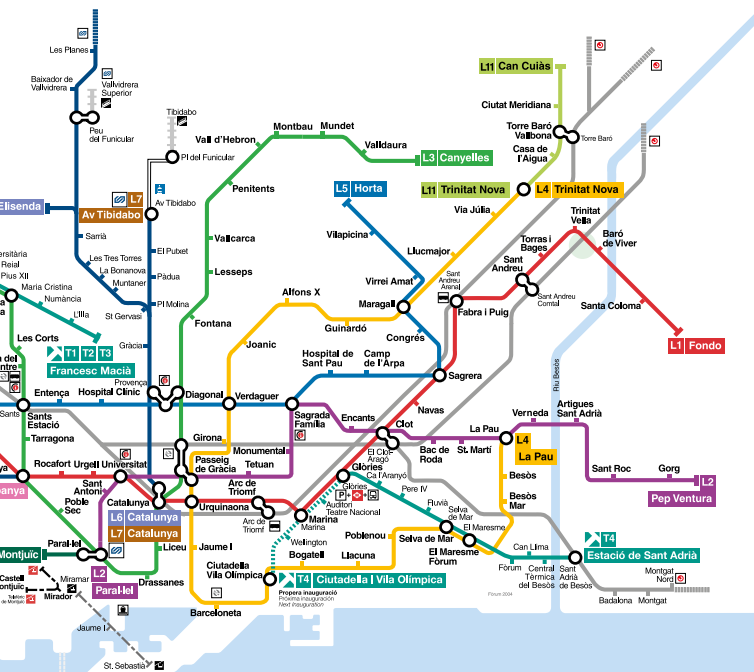 Les Planes
Baixador de
Vallvidrera
Vallvidrera
Superior
Peu
del Funicular
Tibidabo
Pl del Funicular
L7
Av Tibidabo
Av Tibidabo
Elisenda
Sarrià
Les Tres Torres
La Bonanova
Muntaner
St Gervasi
El Putxet
Pàdua
Pl Molina
Gràcia
Provença
Vall d'Hebron
Montbau
Mundet
Valldaura
L3 Canyelles
Penitents
Vallcarca
Lesseps
Fontana
L11 Can Cuiàs
Ciutat Meridiana
Torre Baró
Vallbona
Torre Baró
Casa de
l'Aigua
L11 Trinitat Nova
L4 Trinitat Nova
Via Júlia
Llucmajor
L5 Horta
Vilapicina
Virrei Amat
Maragall
Congrés
Alfons X
Guinardó
Joanic
Trinitat
Vella
Baró
de Viver
Torras i
Bages
Sant
Andreu
Sant Andreu
Comtal
Sant
Andreu
Arenal
Fabra i Puig
Santa Coloma
L1 Fondo
Riu Besòs
Pius XII
Reial
Maria Cristina
Numància
L'Illa
T1 T2 T3
Francesc Macià
Les Corts
Entença
Hospital Clínic
Diagonal
Verdaguer
Hospital de
Sant Pau
Camp
de l'Arpa
Sagrera
Navas
Sagrada
Família
Encants
Clot
El Clot-
Aragó
Bac de
Roda
St. Martí
La Pau
L4
La Pau
Verneda
Artigues
Sant Adrià
Sant Roc
Gorg
L2
Pep Ventura
Sants
Sants
Estació
Tarragona
Rocafort
Urgell
Universitat
Girona
Passeig
de Gràcia
Monumental
Tetuan
Sant
Antoni
Poble
Sec
Catalunya
L6 Catalunya
L7 Catalunya
Urquinaona
Arc de
Triomf
Arc de
Triomf
Marina
Marina
Glòries
Glòries
Ca l'Aranyó
Auditori
Teatre Nacional
Pere IV
Fluvià
Selva
de Mar
Selva de Mar
El Maresme
El Maresme
Fòrum
Besòs
Besòs
Mar
Poblenou
Llacuna
Bogatell
Wellington
Ciutadella
Vila Olímpica
T4 Ciutadella I Vila Olímpica
Propera inauguració
Próxima inauguración
Next inauguration
Can Llima
Fòrum
Central
Tèrmica
del Besòs
Sant
Adrià
de Besòs
T4
Estació de Sant Adrià
Montgat
Nord
Badalona
Montgat
Fòrum 2004
Paral·lel
L2
Paral·lel
Liceu
Drassanes
Jaume I
Barceloneta
Montjuïc
Castell
Miramar
Mirador
Jaume I
St. Sebastià